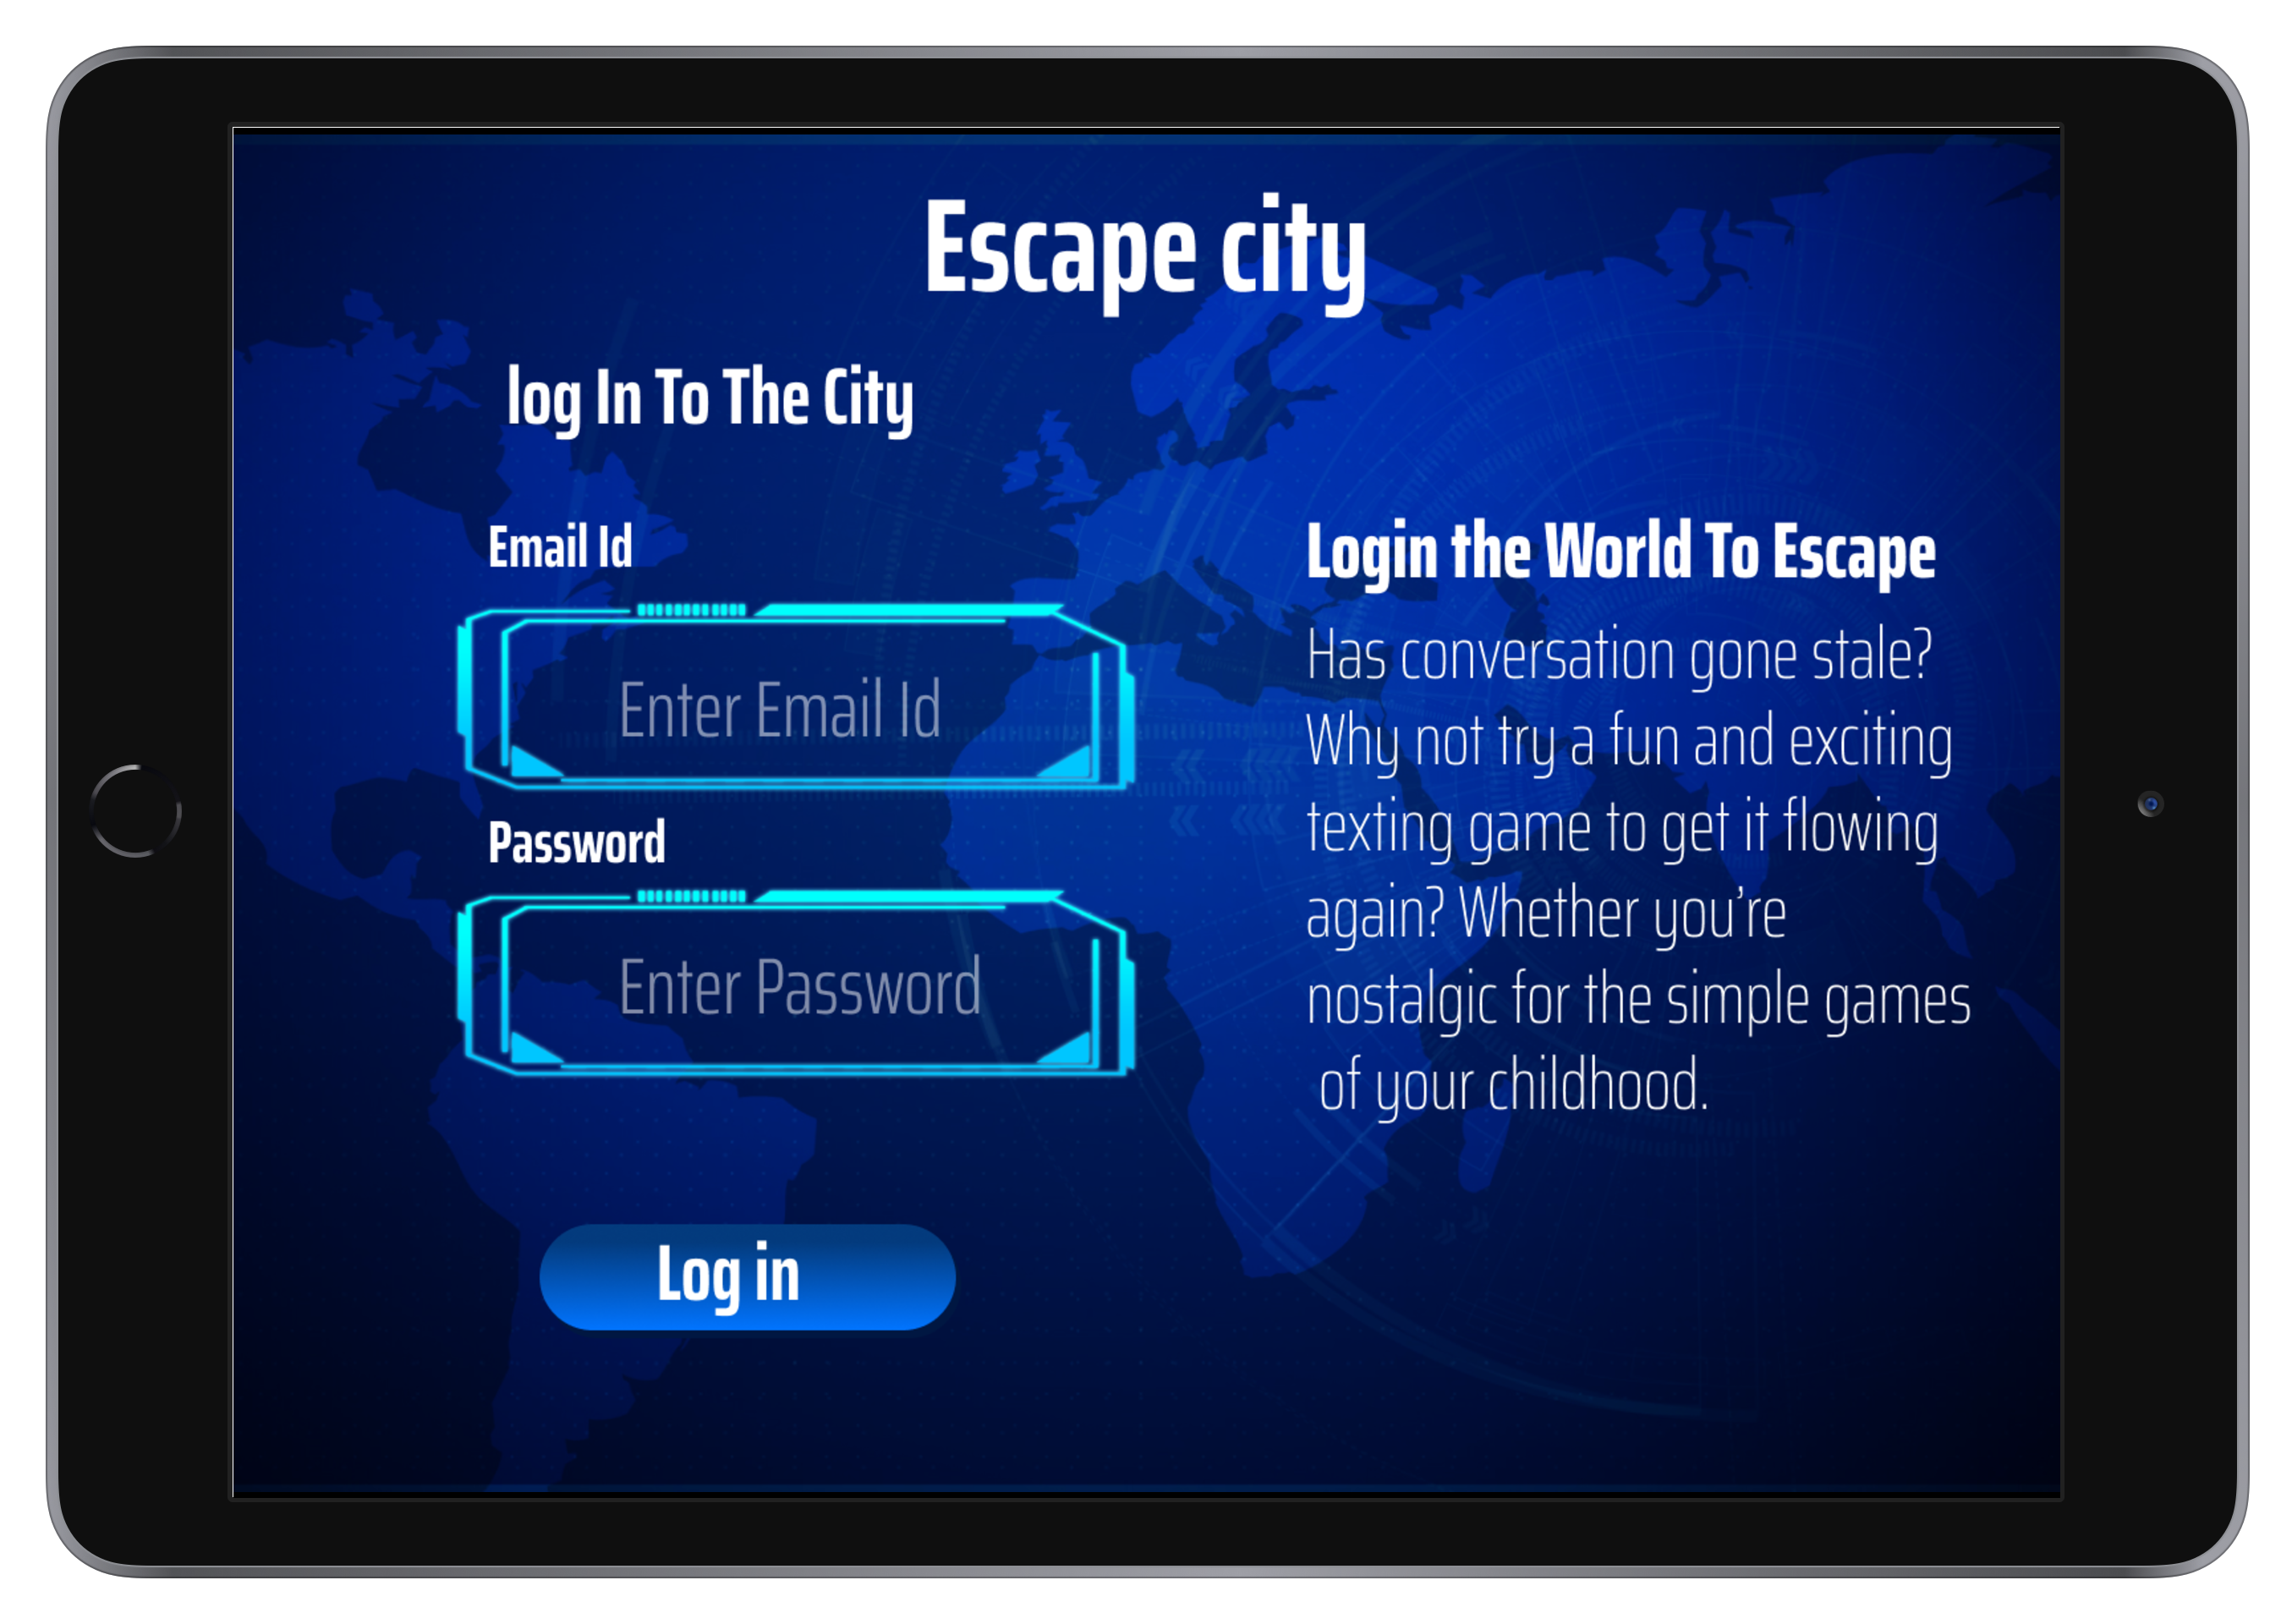 Escape city
log In To The City
Email Id
Enter Email Id
Password
Enter Password
Log in
Login the World To Escape
Has conversation gone stale?
Why not try a fun and exciting
texting game to get it flowing
again? Whether you’re
nostalgic for the simple games
of your childhood.